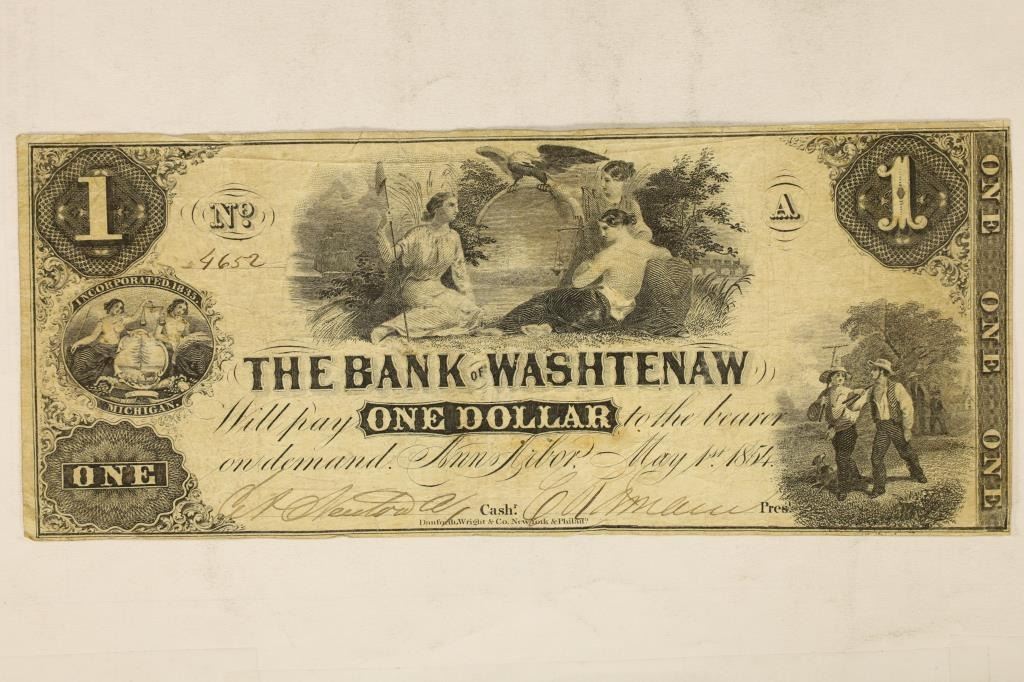 1
No.
A
1
4652
INCORPORATED 1835.
MICHIGAN.
THE BANK OF WASHTENAW
Will pay ONE DOLLAR to the bearer
on demand. Ann Arbor, May 1st 1854.
ONE
Cash.r
Pres.t
Danforth, Wright & Co. New York & Philad.a
ONE ONE ONE